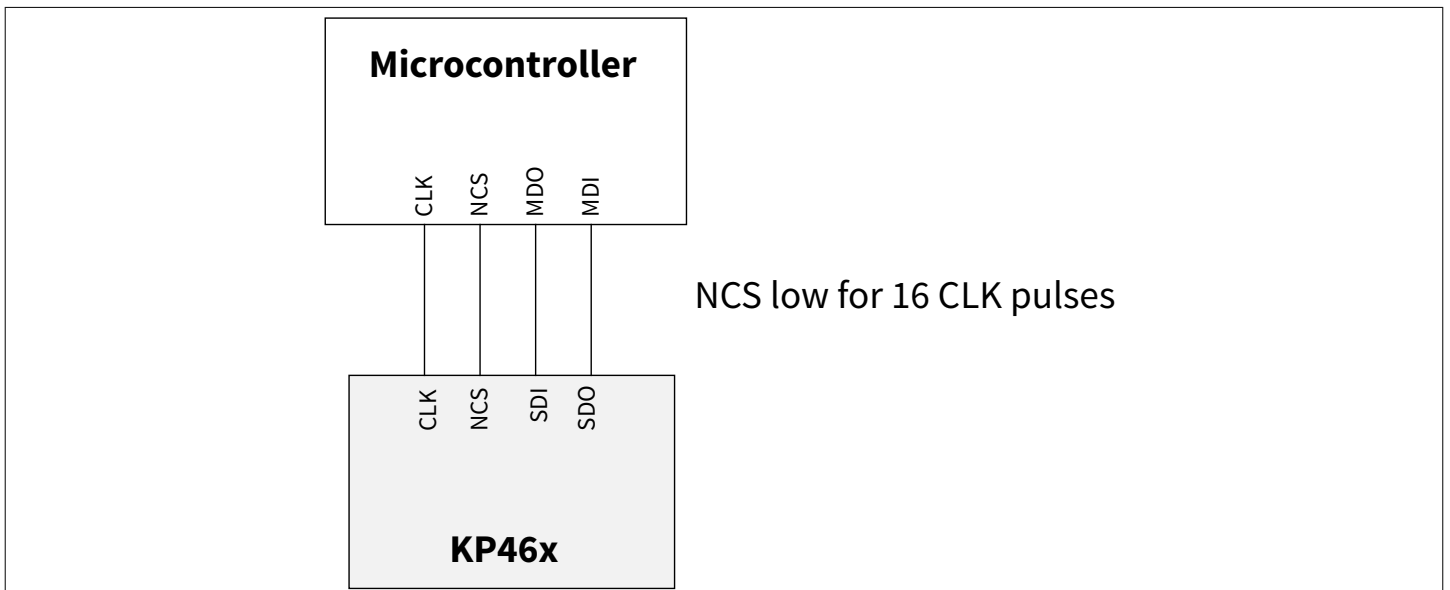 Microcontroller
CLK NCS MDO MDI
NCS low for 16 CLK pulses
CLK NCS SDI SDO
KP46x